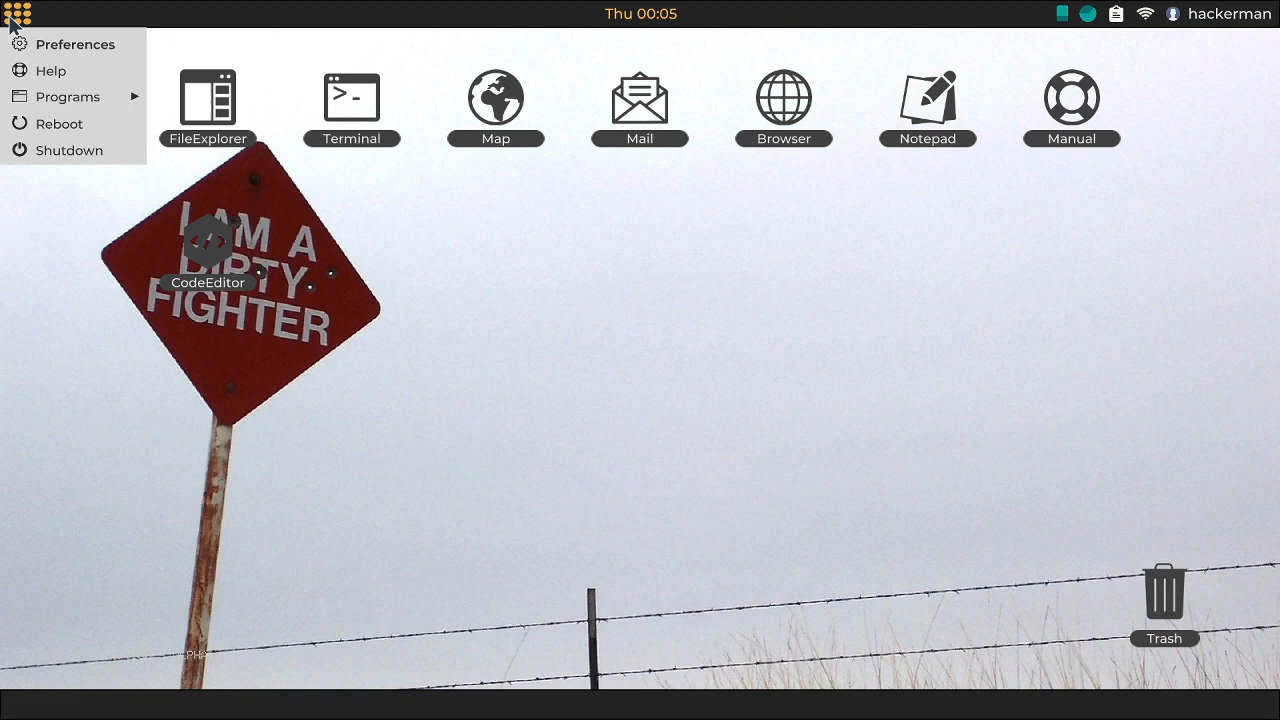 Thu 00:05
hackerman
Preferences
Help
Programs
Reboot
Shutdown
FileExplorer
Terminal
Map
Mail
Browser
Notepad
Manual
I AM A
DIRTY
FIGHTER
CodeEditor
Trash